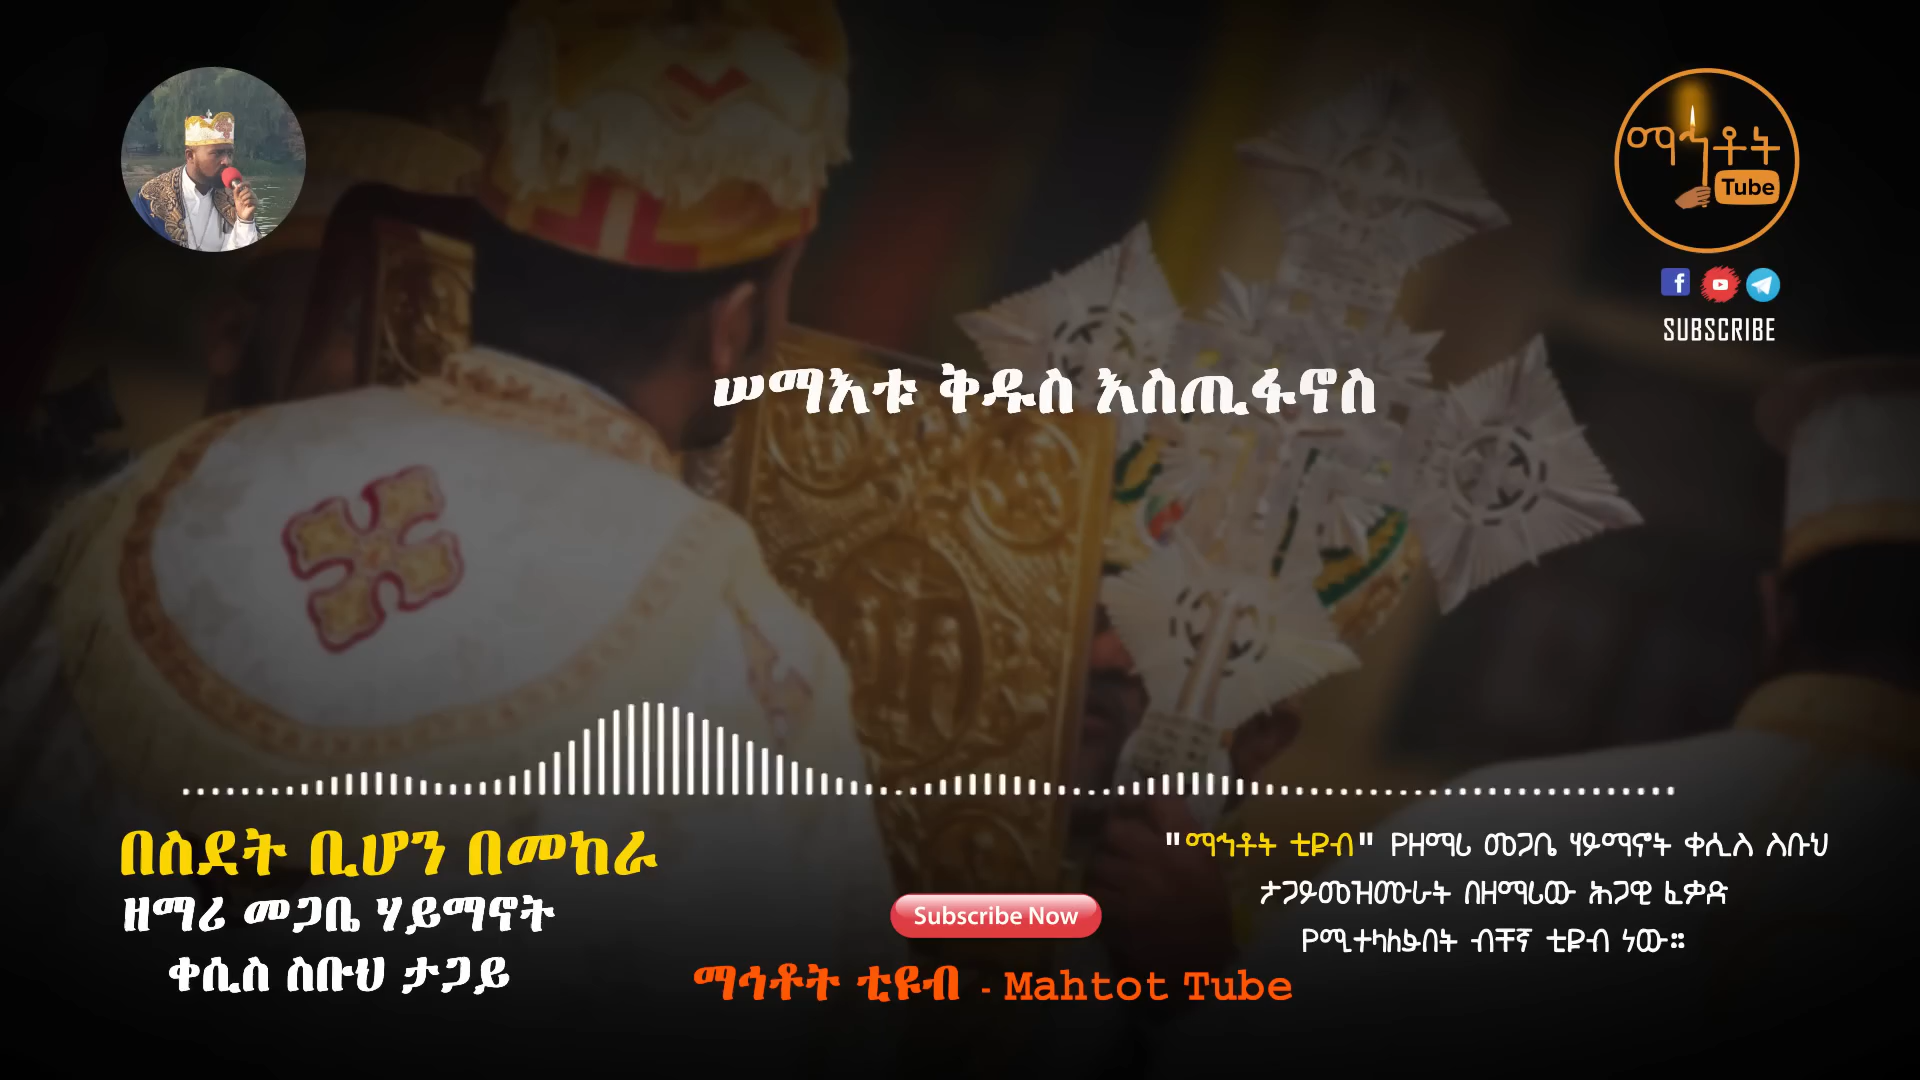 ማኅቶት
Tube
SUBSCRIBE
ሠማእቱ ቅዱስ እስጢፋኖስ
በስደት ቢሆን በመከራ
ዘማሪ መጋቤ ሃይማኖት
ቀሲስ ስቡህ ታጋይ
"ማኅቶት ቲዩብ" የዘማሪ መጋቤ ሃይማኖት ቀሲስ ስቡህ
ታጋይመዝሙራት በዘማሪው ሕጋዊ ፈቃድ
የሚተላለፉበት ብቸኛ ቲዩብ ነው።
Subscribe Now
ማኅቶት ቲዩብ - Mahtot Tube